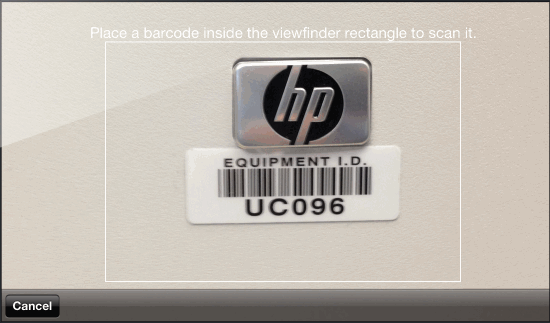 Place a barcode inside the viewfinder rectangle to scan it.
hp
EQUIPMENT I.D.
UC096
Cancel